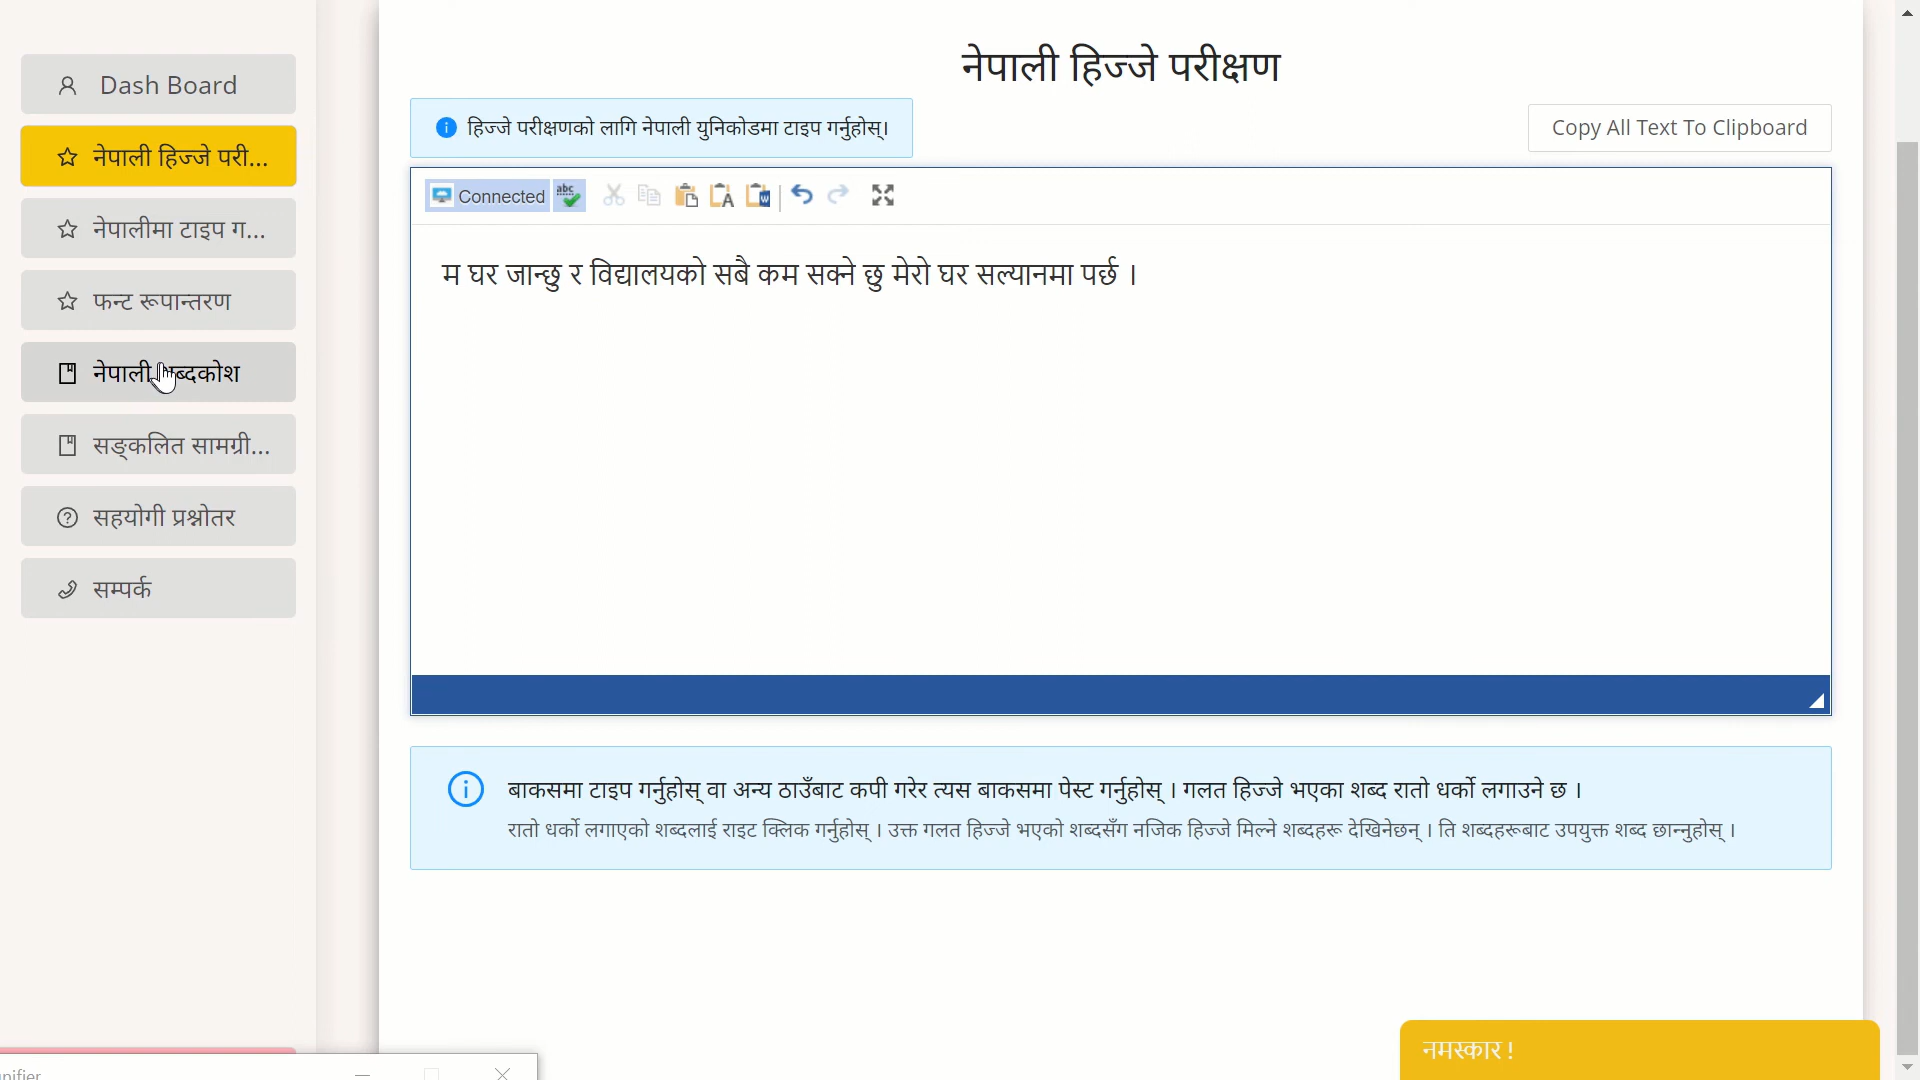 नेपाली हिज्जे परीक्षण
Dash Board
नेपाली हिज्जे परी...
नेपालीमा टाइप ग...
फन्ट रूपान्तरण
नेपाली
सङ्कलित सामग्री...
सहयोगी प्रश्नोतर
सम्पर्क
हिज्जे परीक्षणको लागि नेपाली युनिकोडमा टाइप गर्नुहोस्।
Copy All Text To Clipboard
Connected
म घर जान्छु र विद्यालयको सबै कम सक्ने छु मेरो घर सल्यानमा पर्छ ।
बाकसमा टाइप गर्नुहोस् वा अन्य ठाउँबाट कपी गरेर त्यस बाकसमा पेस्ट गर्नुहोस् । गलत हिज्जे भएका शब्द रातो धर्को लगाउने छ ।
रातो धर्को लगाएको शब्दलाई राइट क्लिक गर्नुहोस् । उक्त गलत हिज्जे भएको शब्दसँग नजिक हिज्जे मिल्ने शब्दहरू देखिनेछन् । ति शब्दहरूबाट उपयुक्त शब्द छान्नुहोस् ।
नमस्कार !